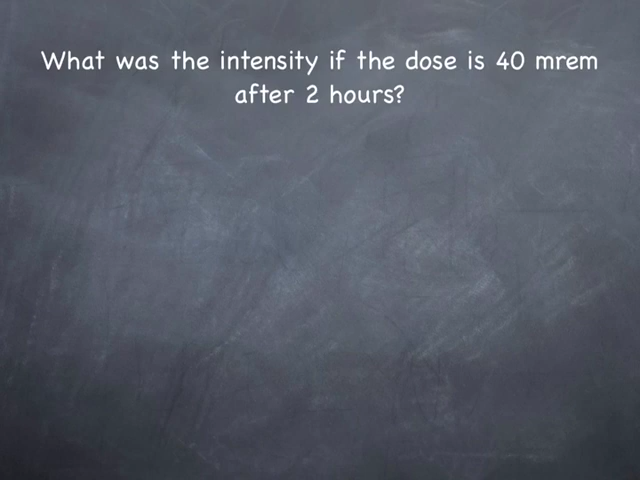 What was the intensity if the dose is 40 mrem
after 2 hours?